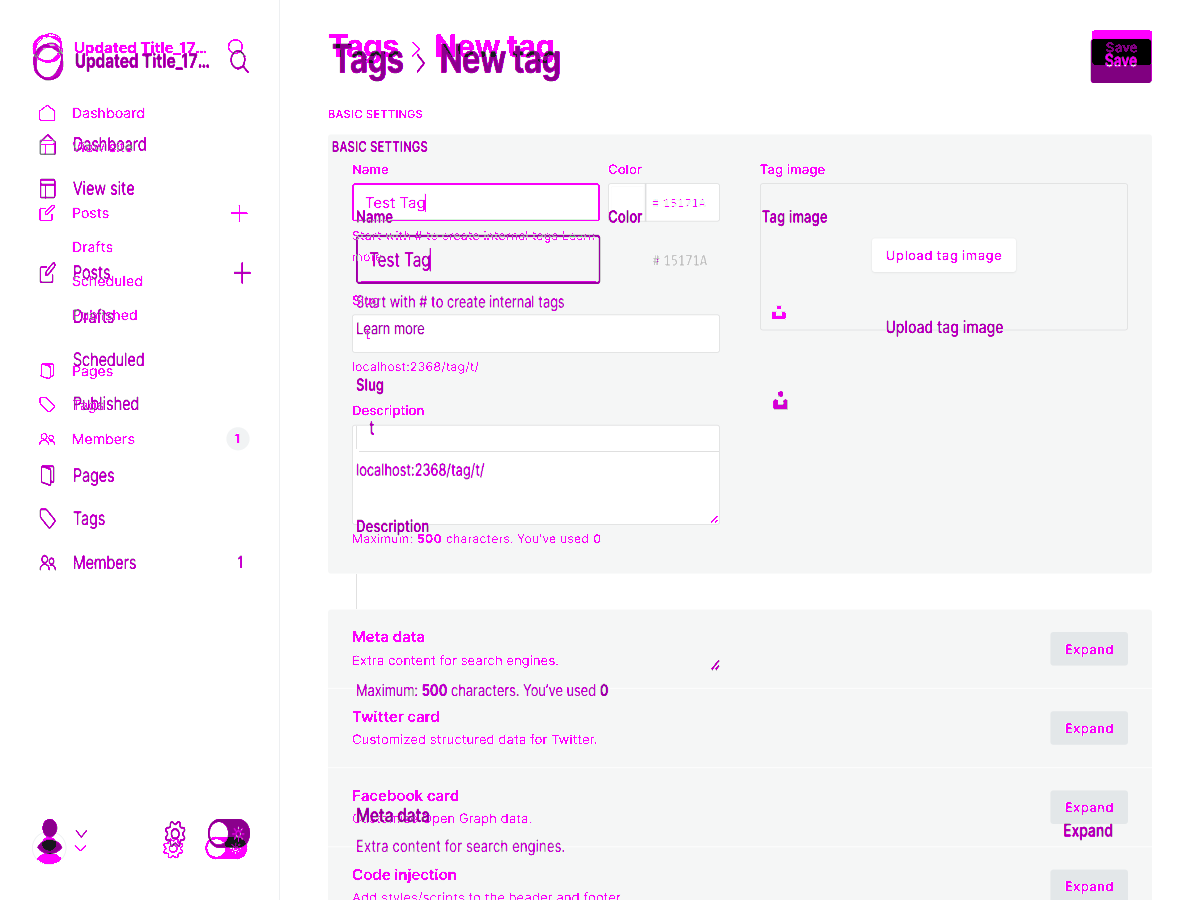 Updated Title_17...
Updated Title_17...
Dashboard
Dashboard
View site
View site
Posts
Drafts
Posts
Scheduled
Published
Drafts
Scheduled
Pages
Tags
Published
Members 1
Pages
Tags
Members 1
Tags > New tag
Tags > New tag
Save
Save
BASIC SETTINGS
BASIC SETTINGS
Name
Color
Tag image
Test Tag
# 15171A
Name
Color
Tag image
Start with # to create internal tags Learn
more
Upload tag image
Test Tag
# 15171A
Slug
Start with # to create internal tags
Learn more
t
Upload tag image
localhost:2368/tag/t/
Slug
Description
t
localhost:2368/tag/t/
Description
Maximum: 500 characters. You've used 0
Meta data
Extra content for search engines.
Expand
Maximum: 500 characters. You've used 0
Twitter card
Customized structured data for Twitter.
Expand
Facebook card
Customize Open Graph data.
Expand
Meta data
Extra content for search engines.
Expand
Code injection
Add styles/scripts to the header and footer
Expand